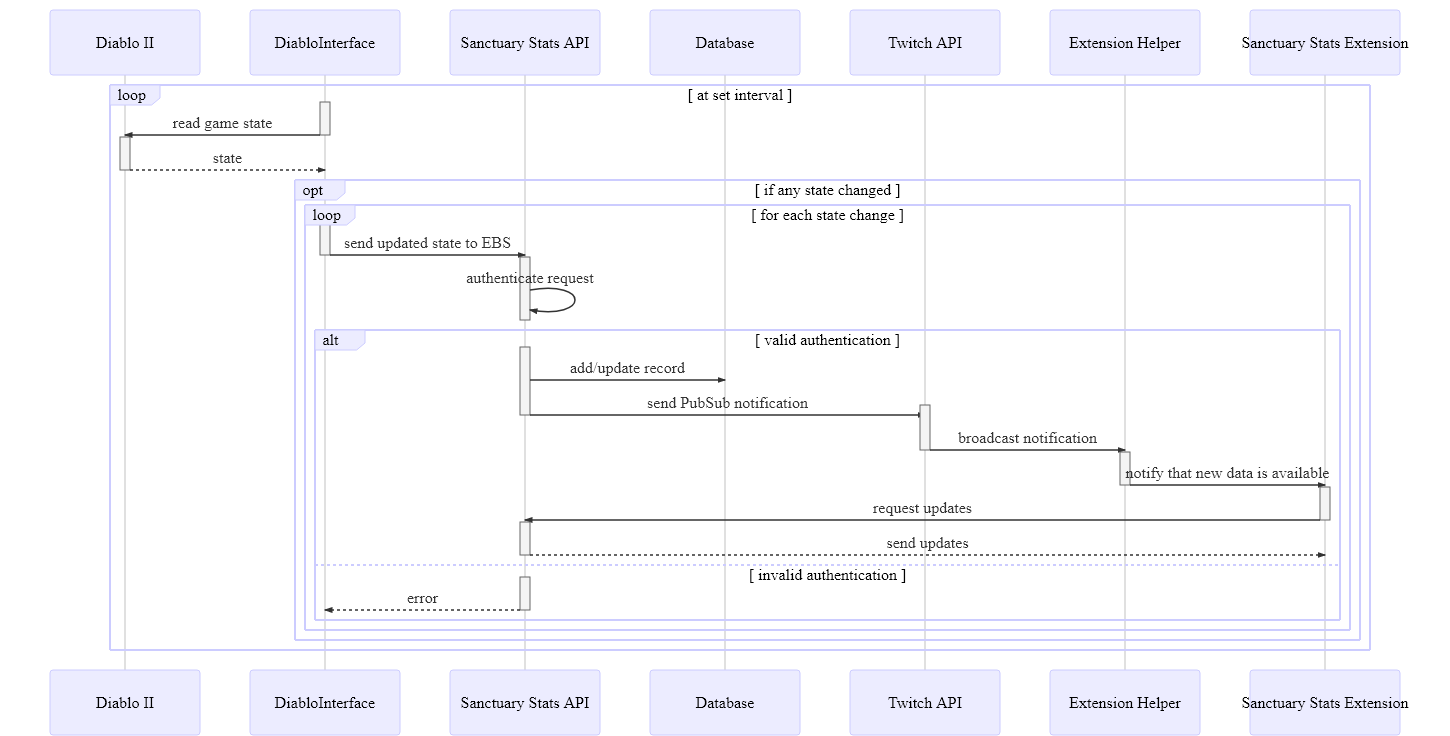 Diablo II
DiabloInterface
Sanctuary Stats API
Database
Twitch API
Extension Helper
Sanctuary Stats Extension
loop
[ at set interval ]
read game state
state
opt
[ if any state changed ]
loop
[ for each state change ]
send updated state to EBS
authenticate request
alt
[ valid authentication ]
add/update record
send PubSub notification
broadcast notification
notify that new data is available
request updates
send updates
[ invalid authentication ]
error
Diablo II
DiabloInterface
Sanctuary Stats API
Database
Twitch API
Extension Helper
Sanctuary Stats Extension